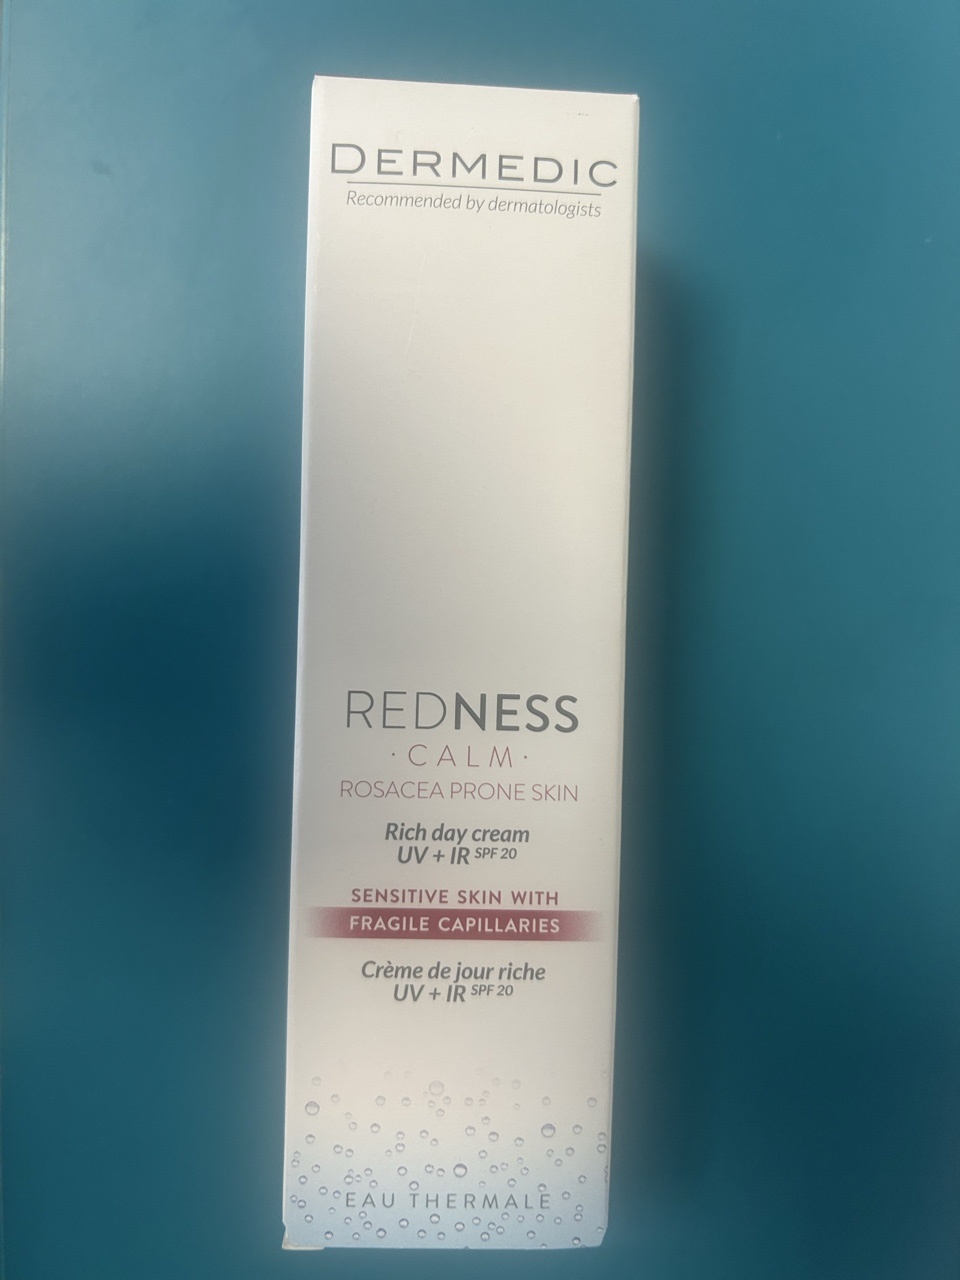 DERMEDIC
Recommended by dermatologists
REDNESS
· CALM ·
ROSACEA PRONE SKIN
Rich day cream
UV + IR SPF 20
SENSITIVE SKIN WITH
FRAGILE CAPILLARIES
Crème de jour riche
UV + IR SPF 20
EAU THERMALE